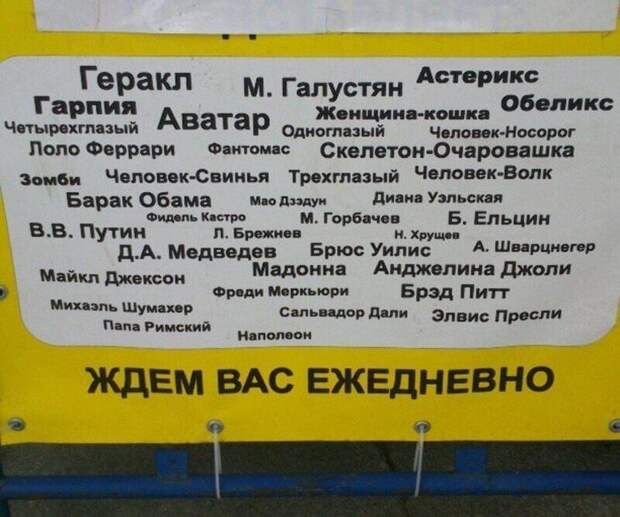 Геракл М. Галустян Астерикс
Гарпия Аватар Женщина-кошка Обеликс
Четырехглазый Одноглазый Человек-Носорог
Лоло Феррари Фантомас Скелетон-Очаровашка
Зомби Человек-Свинья Трехглазый Человек-Волк
Барак Обама Мао Дзэдун Диана Уэльская
Фидель Кастро М. Горбачев Б. Ельцин
В.В. Путин Л. Брежнев Н. Хрущев
Д.А. Медведев Брюс Уилис А. Шварцнегер
Майкл Джексон Мадонна Анджелина Джоли
Фреди Меркьюри Брэд Питт
Михаэль Шумахер Сальвадор Дали Элвис Пресли
Папа Римский Наполеон
ЖДЕМ ВАС ЕЖЕДНЕВНО